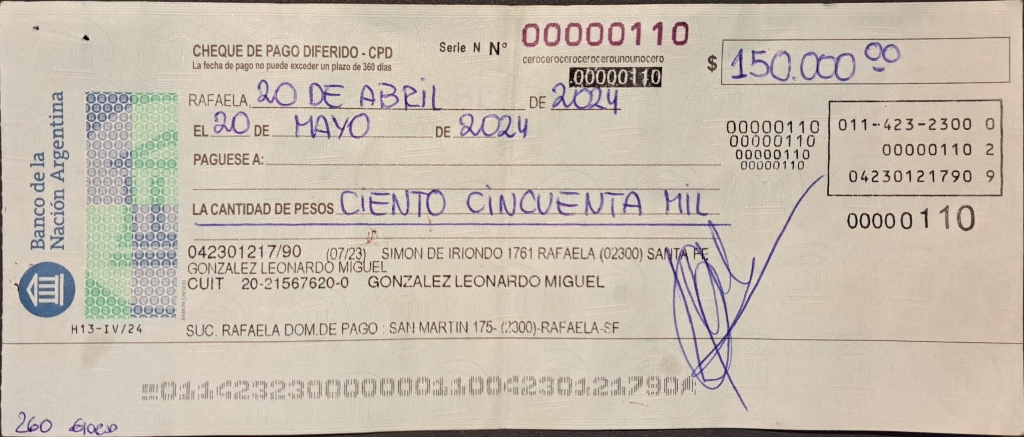 CHEQUE DE PAGO DIFERIDO - CPD
La fecha de pago no puede exceder un plazo de 360 días
Serie N Nº 00000110
cerocerocerocerocerounounocero
00000110
$ 150.000 00
RAFAELA, 20 DE ABRIL DE 2024
EL 20 DE MAYO DE 2024
PAGUESE A:
00000110
00000110
00000110
00000110
011-423-2300 0
00000110 2
04230121790 9
00000110
LA CANTIDAD DE PESOS CIENTO CINCUENTA MIL
042301217/90 (07/23) SIMON DE IRIONDO 1761 RAFAELA (02300) SANTA FE
GONZALEZ LEONARDO MIGUEL
CUIT 20-21567620-0 GONZALEZ LEONARDO MIGUEL
SUC. RAFAELA DOM.DE PAGO : SAN MARTIN 175- (2300)-RAFAELA-SF
Banco de la
Nación Argentina
H13-IV/24
260